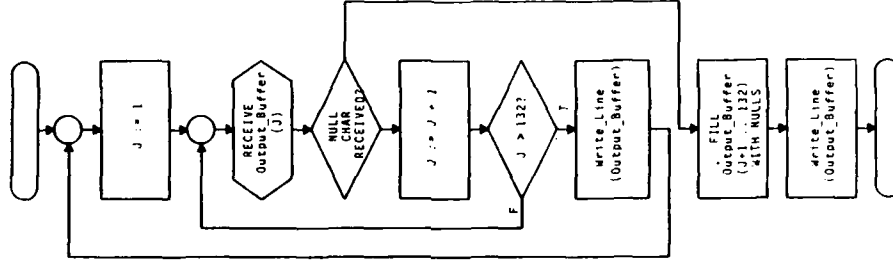 J := 1
RECEIVE
Output_Buffer
(J)
NULL
CHAR
RECEIVED?
J := J + 1
J > 132?
F
T
Write_Line
(Output_Buffer)
FILL
Output_Buffer
(J+1 .. 132)
WITH NULLS
Write_Line
(Output_Buffer)